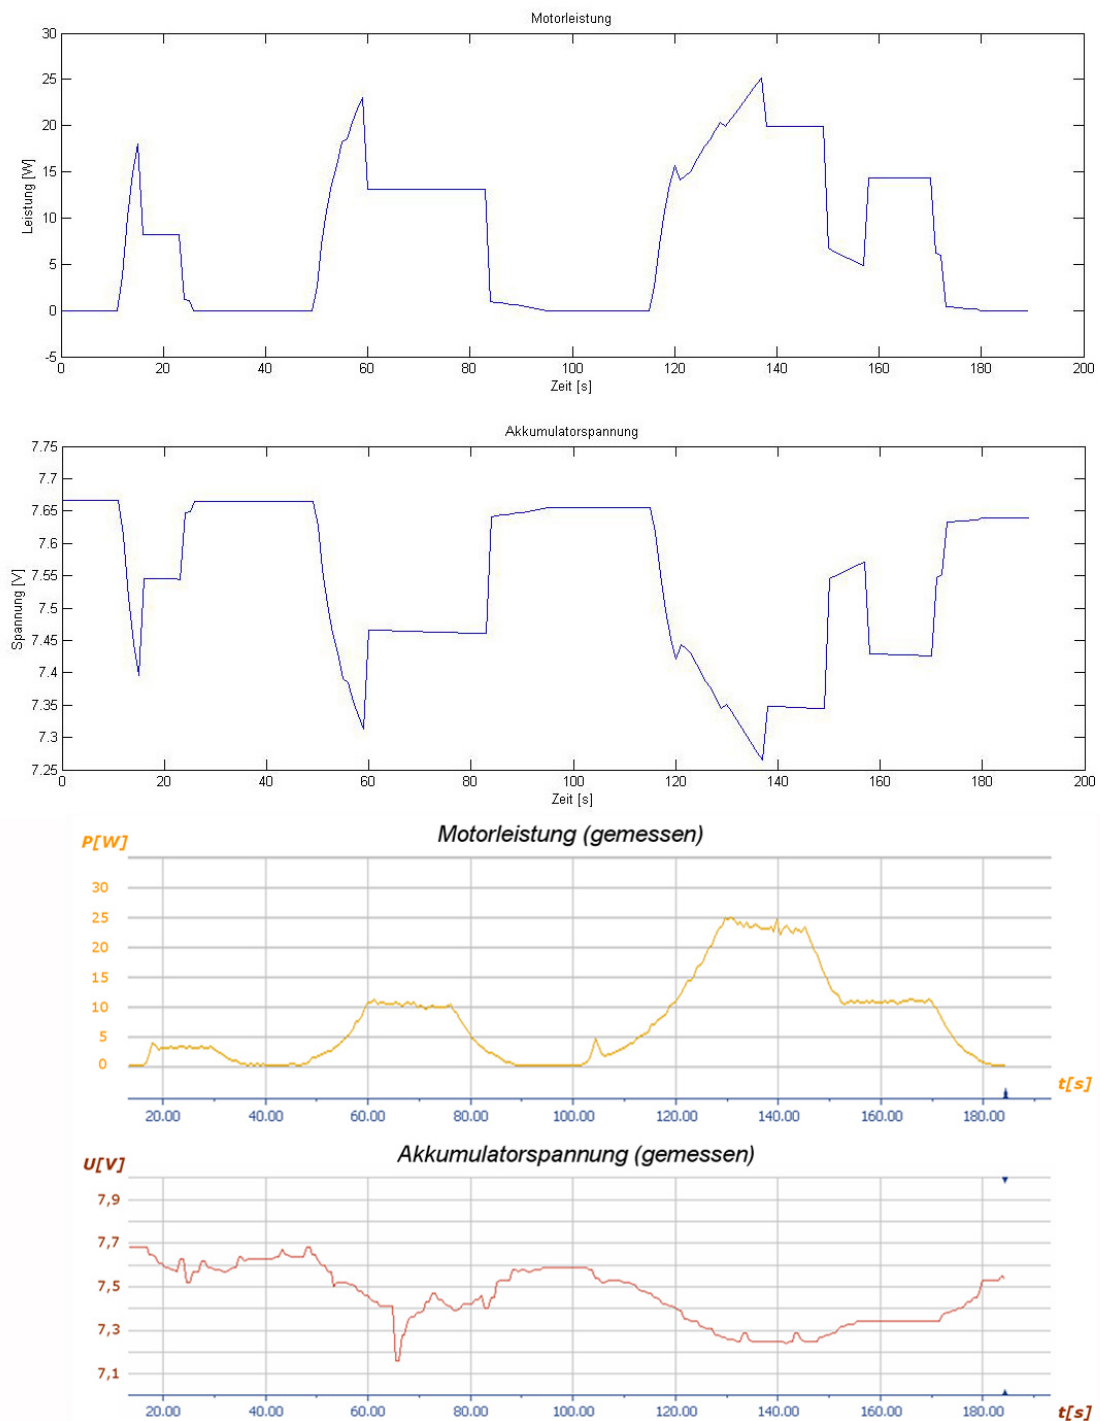 Motorleistung
30
25
20
15
10
5
0
-5
Leistung [W]
0 20 40 60 80 100 120 140 160 180 200
Zeit [s]
Akkumulatorspannung
7.75
7.7
7.65
7.6
7.55
7.5
7.45
7.4
7.35
7.3
7.25
Spannung [V]
0 20 40 60 80 100 120 140 160 180 200
Zeit [s]
Motorleistung (gemessen)
P[W]
30
25
20
15
10
5
0
t[s]
20.00 40.00 60.00 80.00 100.00 120.00 140.00 160.00 180.00
Akkumulatorspannung (gemessen)
U[V]
7,9
7,7
7,5
7,3
7,1
20.00 40.00 60.00 80.00 100.00 120.00 140.00 160.00 180.00 t[s]